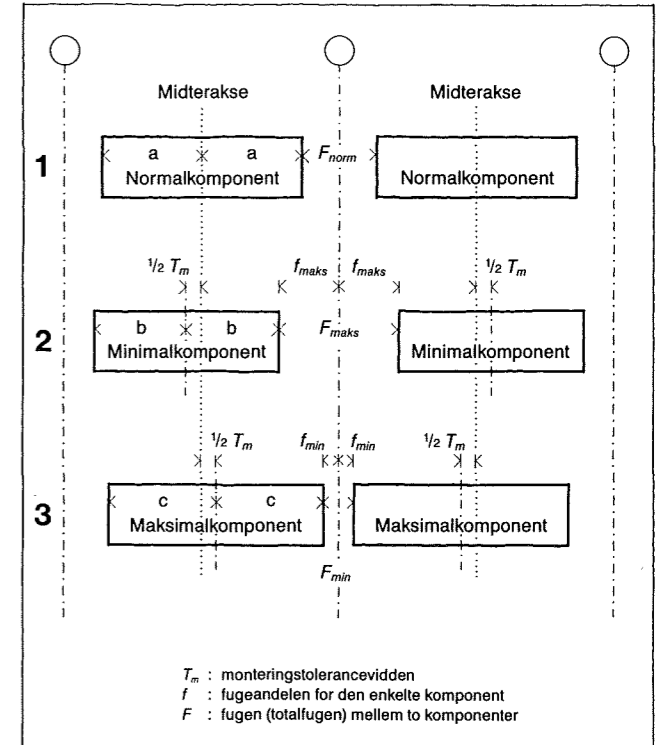 Midterakse Midterakse
1
a a F_norm
Normalkomponent Normalkomponent
1/2 T_m f_maks f_maks 1/2 T_m
2
b b F_maks
Minimalkomponent Minimalkomponent
1/2 T_m f_min f_min 1/2 T_m
3
c c
Maksimalkomponent Maksimalkomponent
F_min
T_m : monteringstolerancevidden
f : fugeandelen for den enkelte komponent
F : fugen (totalfugen) mellem to komponenter